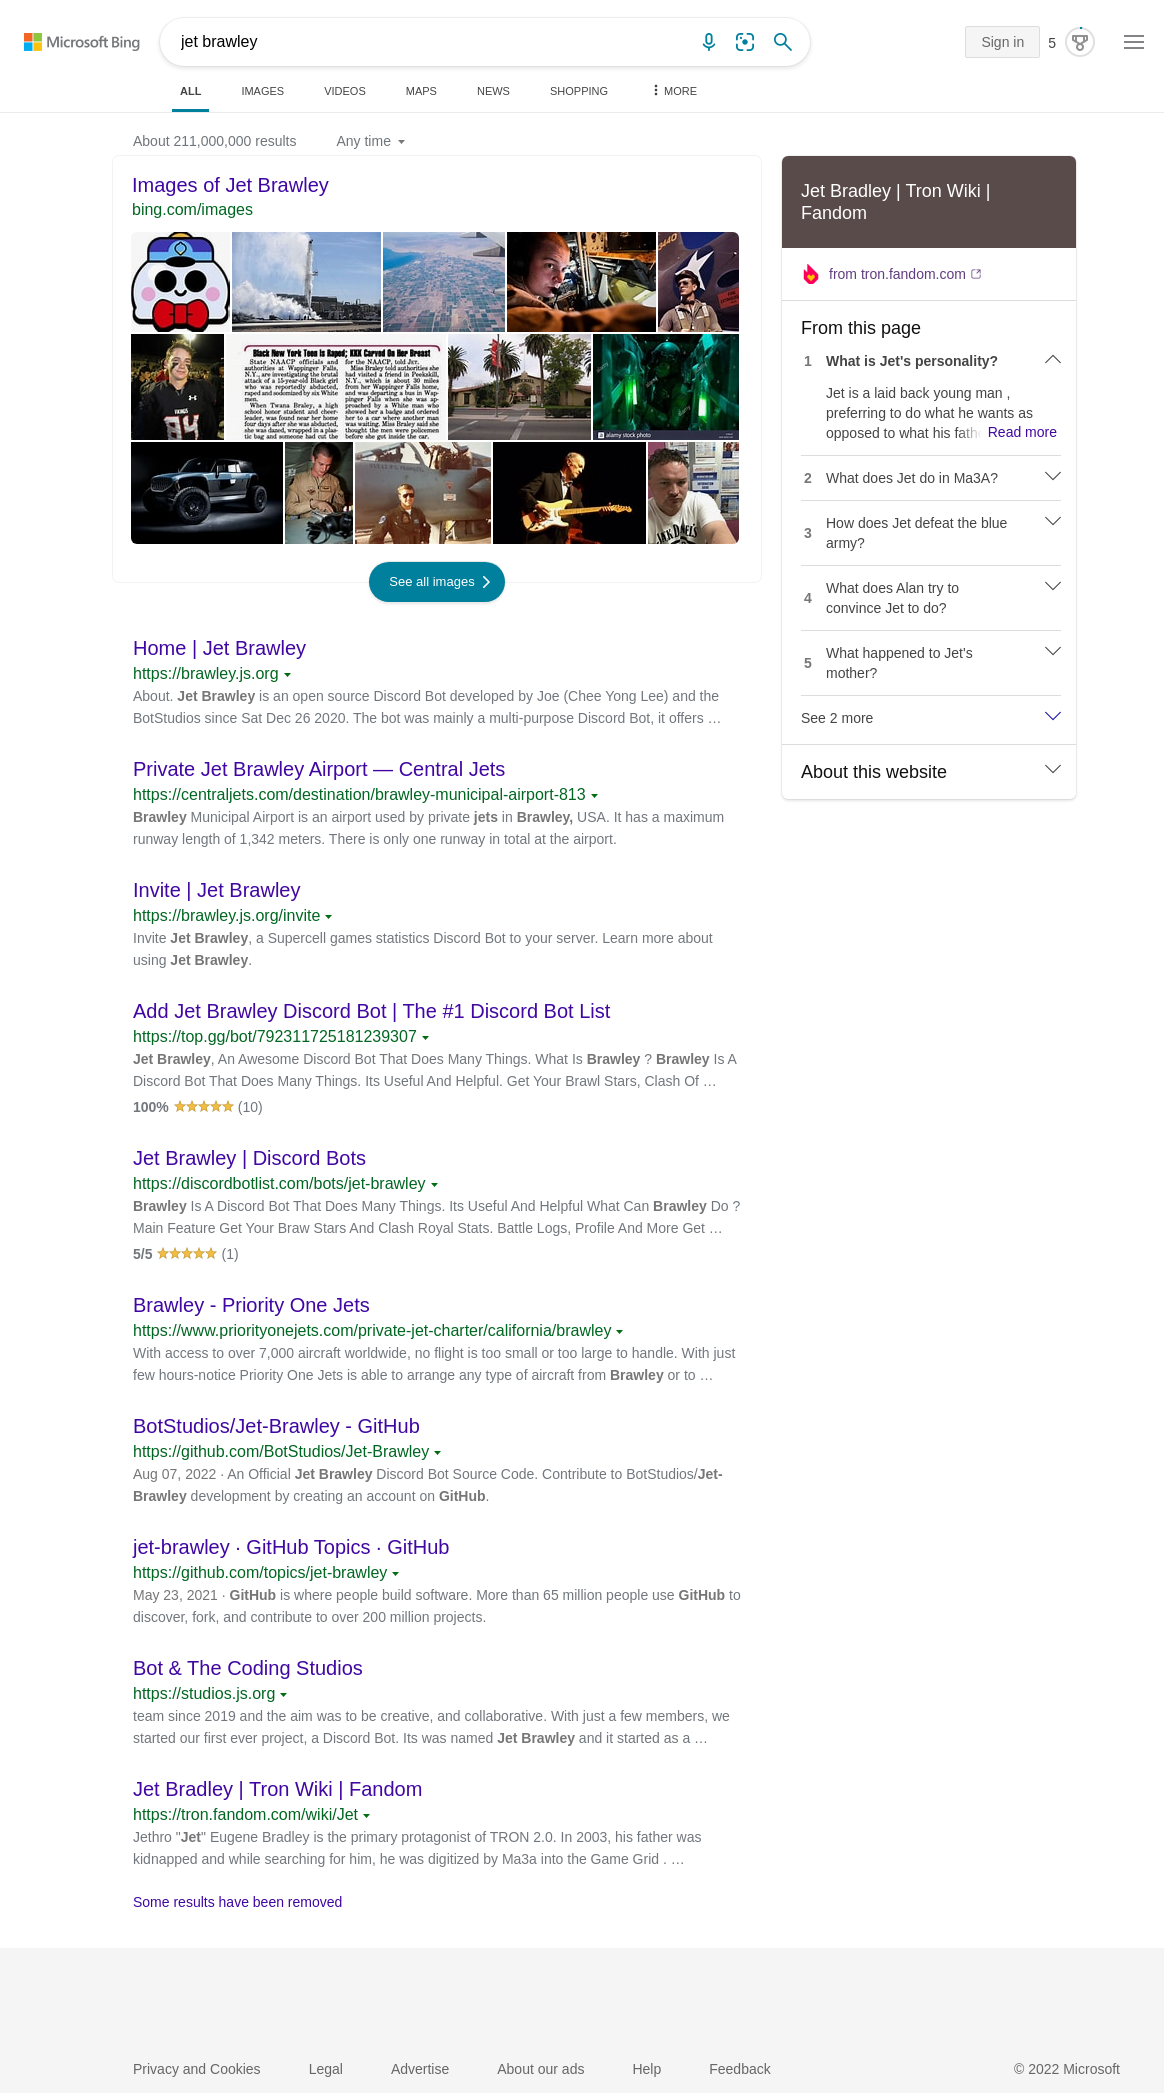 Microsoft Bing
jet brawley
Sign in
5
ALL
IMAGES
VIDEOS
MAPS
NEWS
SHOPPING
MORE
About 211,000,000 results
Any time
Images of Jet Brawley
bing.com/images
VIKINGS
84
Black New York Teen is Raped; KKK Carved On Her Breast
State NAACP officials and
authorities at Wappinger Falls,
N.Y., are investigating the brutal
attack of a 15-year-old Black girl
who was reportedly abducted,
raped and sodomized by six white
men.
When Twana Braley, a high
school honor student and cheer-
leader, was found near her home
four days after she was abducted,
she was dazed, wrapped in a plas-
tic bag and someone had cut the
for the NAACP, told JET.
Miss Braley told authorities she
had visited a friend in Peekskill,
N.Y., which is about 30 miles
from her Wappinger Falls home,
and was departing a bus in Wap-
pinger Falls when she was ap-
proached by a White man who
showed her a badge and ordered
her to a car where another man
was waiting. Miss Braley said she
thought the men were policemen
before she got inside the car.
alamy stock photo
JACK DANIEL'S
See all images
Home | Jet Brawley
https://brawley.js.org
About. Jet Brawley is an open source Discord Bot developed by Joe (Chee Yong Lee) and the
BotStudios since Sat Dec 26 2020. The bot was mainly a multi-purpose Discord Bot, it offers …
Private Jet Brawley Airport — Central Jets
https://centraljets.com/destination/brawley-municipal-airport-813
Brawley Municipal Airport is an airport used by private jets in Brawley, USA. It has a maximum
runway length of 1,342 meters. There is only one runway in total at the airport.
Invite | Jet Brawley
https://brawley.js.org/invite
Invite Jet Brawley, a Supercell games statistics Discord Bot to your server. Learn more about
using Jet Brawley.
Add Jet Brawley Discord Bot | The #1 Discord Bot List
https://top.gg/bot/792311725181239307
Jet Brawley, An Awesome Discord Bot That Does Many Things. What Is Brawley ? Brawley Is A
Discord Bot That Does Many Things. Its Useful And Helpful. Get Your Brawl Stars, Clash Of …
100% (10)
Jet Brawley | Discord Bots
https://discordbotlist.com/bots/jet-brawley
Brawley Is A Discord Bot That Does Many Things. Its Useful And Helpful What Can Brawley Do ?
Main Feature Get Your Braw Stars And Clash Royal Stats. Battle Logs, Profile And More Get …
5/5 (1)
Brawley - Priority One Jets
https://www.priorityonejets.com/private-jet-charter/california/brawley
With access to over 7,000 aircraft worldwide, no flight is too small or too large to handle. With just
few hours-notice Priority One Jets is able to arrange any type of aircraft from Brawley or to …
BotStudios/Jet-Brawley - GitHub
https://github.com/BotStudios/Jet-Brawley
Aug 07, 2022 · An Official Jet Brawley Discord Bot Source Code. Contribute to BotStudios/Jet-
Brawley development by creating an account on GitHub.
jet-brawley · GitHub Topics · GitHub
https://github.com/topics/jet-brawley
May 23, 2021 · GitHub is where people build software. More than 65 million people use GitHub to
discover, fork, and contribute to over 200 million projects.
Bot & The Coding Studios
https://studios.js.org
team since 2019 and the aim was to be creative, and collaborative. With just a few members, we
started our first ever project, a Discord Bot. Its was named Jet Brawley and it started as a …
Jet Bradley | Tron Wiki | Fandom
https://tron.fandom.com/wiki/Jet
Jethro "Jet" Eugene Bradley is the primary protagonist of TRON 2.0. In 2003, his father was
kidnapped and while searching for him, he was digitized by Ma3a into the Game Grid . …
Some results have been removed
Jet Bradley | Tron Wiki |
Fandom
from tron.fandom.com
From this page
1 What is Jet's personality?
Jet is a laid back young man ,
preferring to do what he wants as
opposed to what his fathe Read more
2 What does Jet do in Ma3A?
3 How does Jet defeat the blue
army?
4 What does Alan try to
convince Jet to do?
5 What happened to Jet's
mother?
See 2 more
About this website
Privacy and Cookies
Legal
Advertise
About our ads
Help
Feedback
© 2022 Microsoft